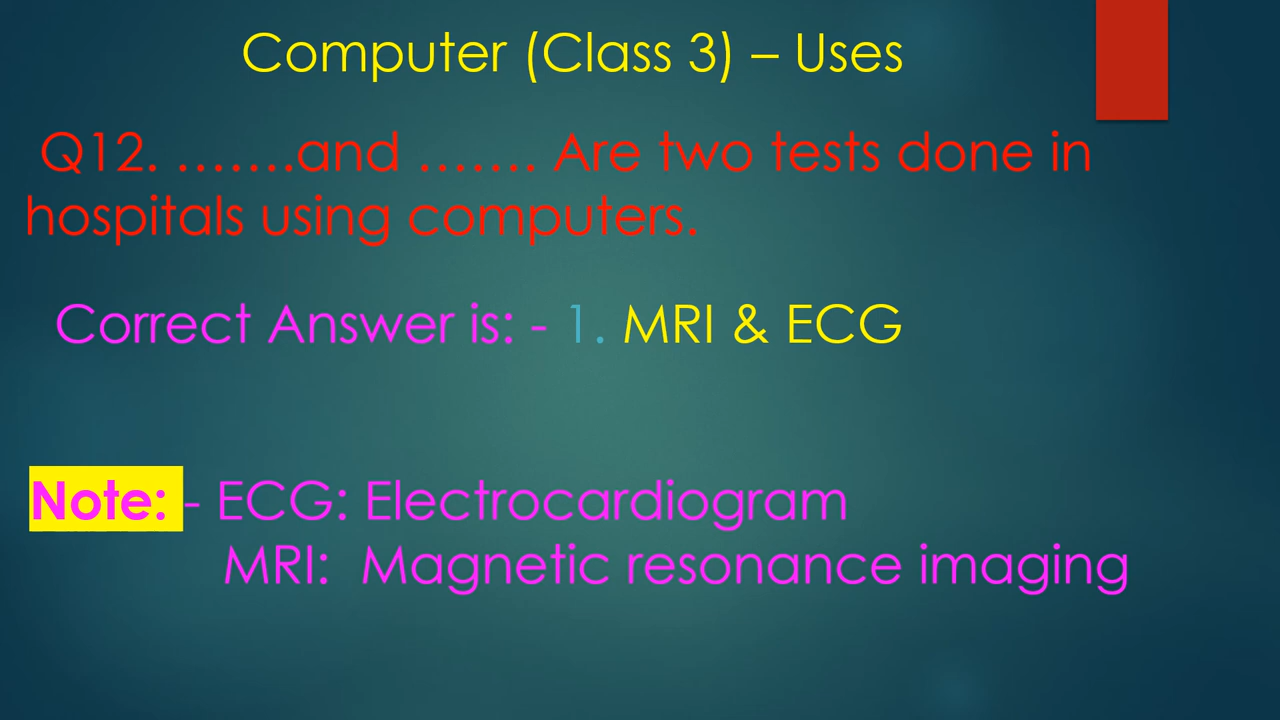 Computer (Class 3) – Uses
Q12. …….and ……. Are two tests done in
hospitals using computers.
Correct Answer is: - 1. MRI & ECG
Note: - ECG: Electrocardiogram
MRI: Magnetic resonance imaging